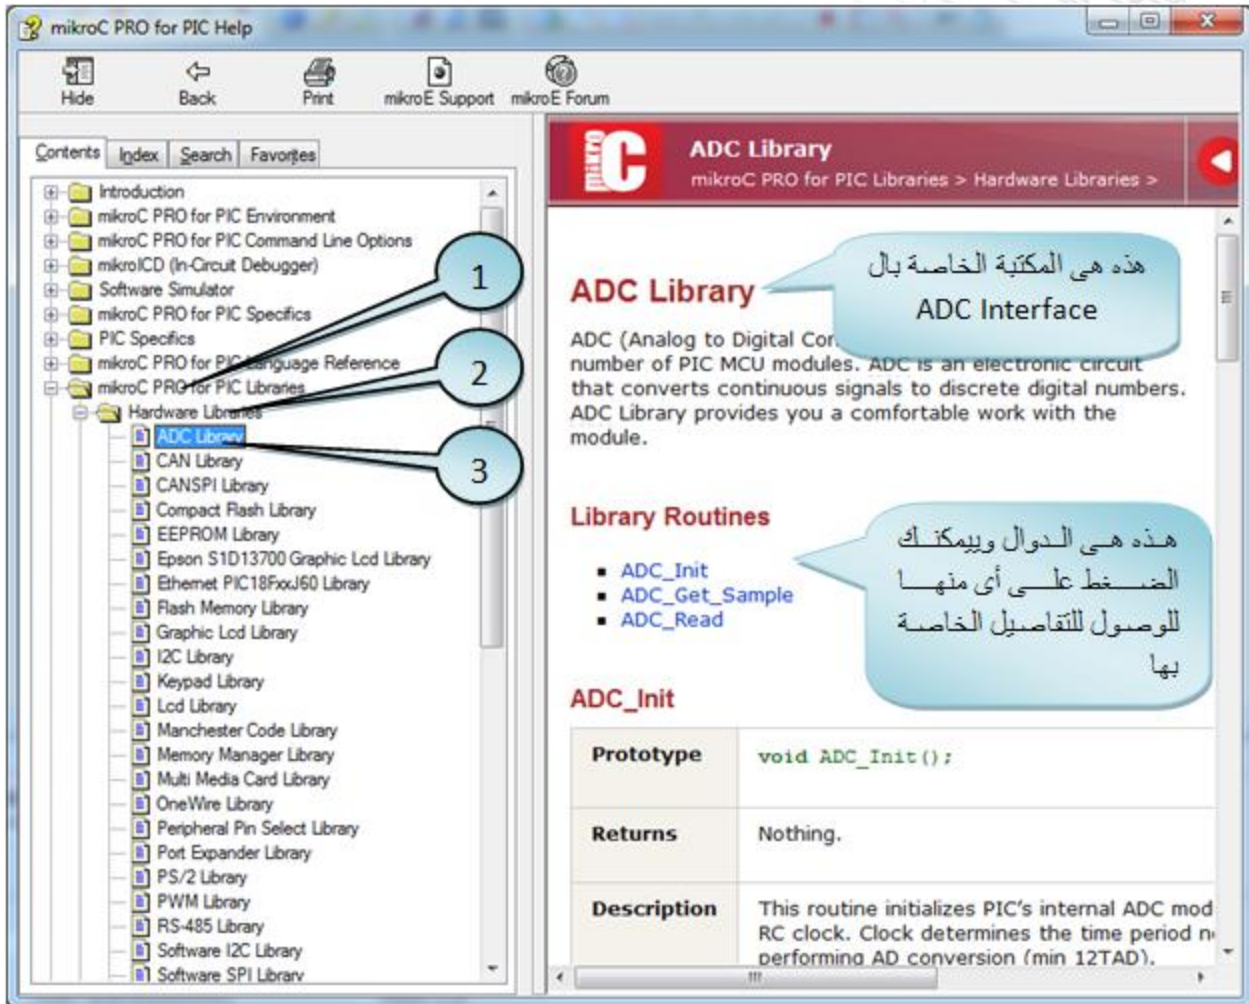 mikroC PRO for PIC Help
Hide
Back
Print
mikroE Support
mikroE Forum
Contents
Index
Search
Favorites
Introduction
mikroC PRO for PIC Environment
mikroC PRO for PIC Command Line Options
mikroICD (In-Circuit Debugger)
Software Simulator
mikroC PRO for PIC Specifics
PIC Specifics
mikroC PRO for PIC Language Reference
mikroC PRO for PIC Libraries
Hardware Libraries
ADC Library
CAN Library
CANSPI Library
Compact Flash Library
EEPROM Library
Epson S1D13700 Graphic Lcd Library
Ethernet PIC18FxxJ60 Library
Flash Memory Library
Graphic Lcd Library
I2C Library
Keypad Library
Lcd Library
Manchester Code Library
Memory Manager Library
Multi Media Card Library
OneWire Library
Peripheral Pin Select Library
Port Expander Library
PS/2 Library
PWM Library
RS-485 Library
Software I2C Library
Software SPI Library
1
2
3
mikro C
ADC Library
mikroC PRO for PIC Libraries > Hardware Libraries >
هذه هى المكتبة الخاصة بال
ADC Interface
ADC Library
ADC (Analog to Digital Con
number of PIC MCU modules. ADC is an electronic circuit
that converts continuous signals to discrete digital numbers.
ADC Library provides you a comfortable work with the
module.
Library Routines
ADC_Init
ADC_Get_Sample
ADC_Read
هذه هى الدوال وييمكنك
الضغط على أى منها
للوصول للتفاصيل الخاصة
بها
ADC_Init
Prototype
void ADC_Init();
Returns
Nothing.
Description
This routine initializes PIC's internal ADC mod
RC clock. Clock determines the time period n
performing AD conversion (min 12TAD).